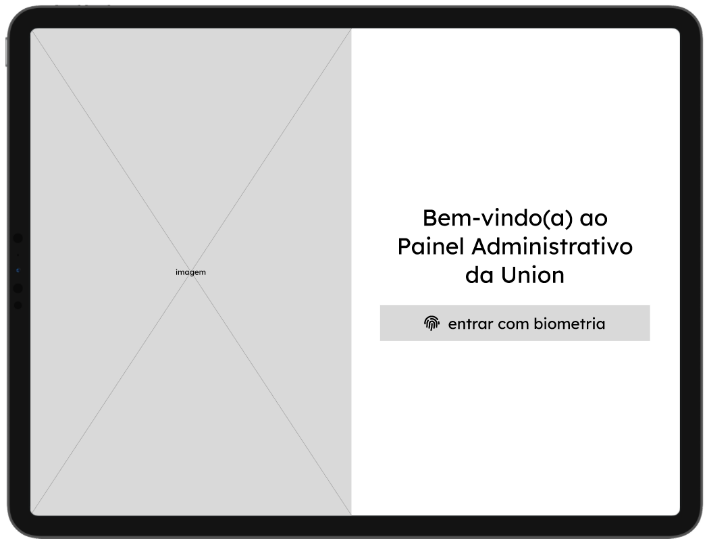 imagem
Bem-vindo(a) ao
Painel Administrativo
da Union
entrar com biometria